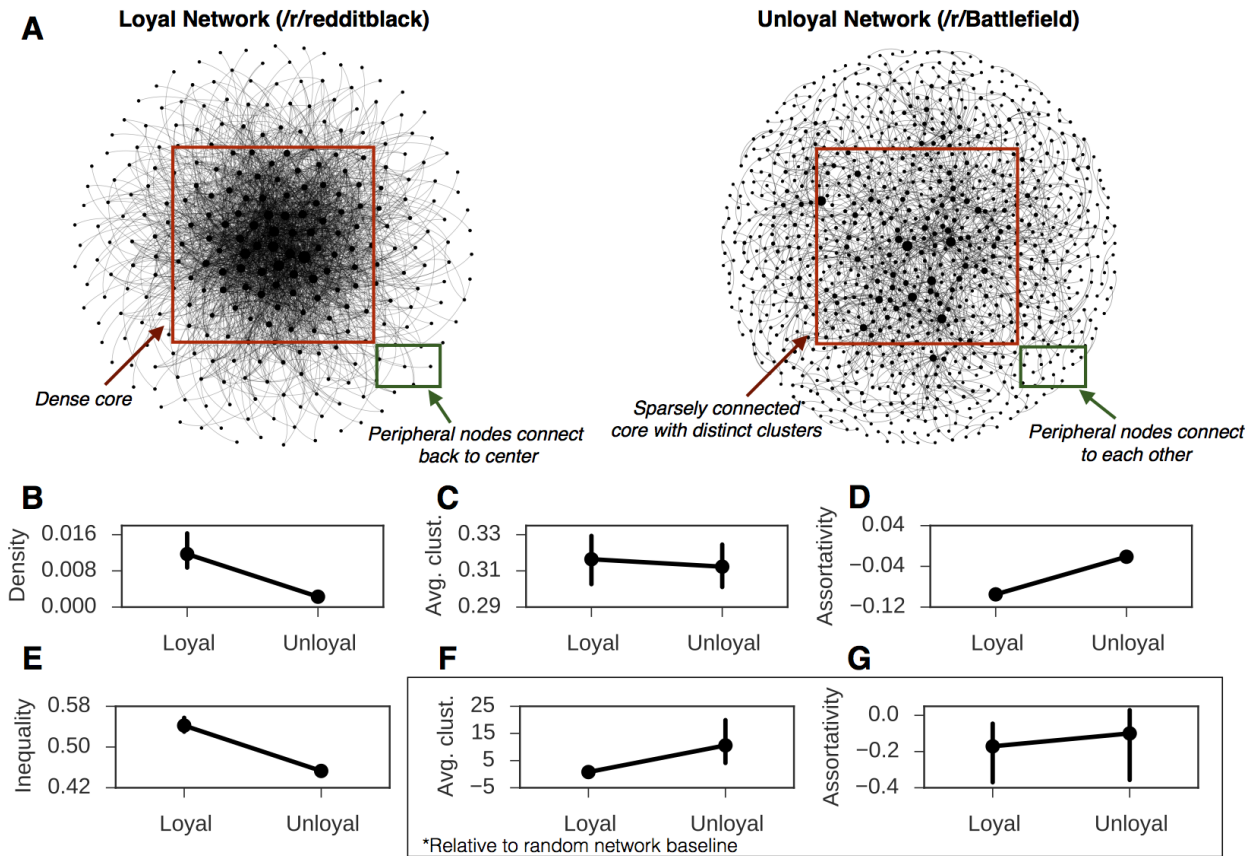 A
Loyal Network (/r/redditblack)
Unloyal Network (/r/Battlefield)
Dense core
Peripheral nodes connect
back to center
Sparsely connected
core with distinct clusters
Peripheral nodes connect
to each other
B
Density
0.016
0.008
0.000
Loyal
Unloyal
C
Avg. clust.
0.33
0.31
0.29
Loyal
Unloyal
D
Assortativity
0.04
−0.04
−0.12
Loyal
Unloyal
E
Inequality
0.58
0.50
0.42
Loyal
Unloyal
F
Avg. clust.
25
15
5
−5
Loyal
Unloyal
*Relative to random network baseline
G
Assortativity
0.0
−0.2
−0.4
Loyal
Unloyal